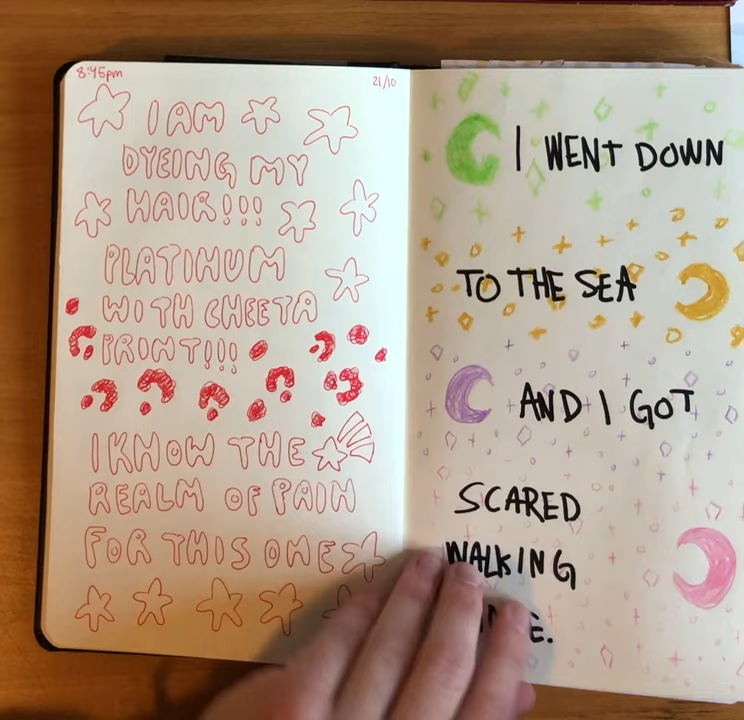 8:45pm
21/10
I AM
DYEING MY
HAIR!!!
PLATINUM
WITH CHEETA
PRINT!!!
I KNOW THE
REALM OF PAIN
FOR THIS ONE
I WENT DOWN
TO THE SEA
AND I GOT
SCARED
WALKING